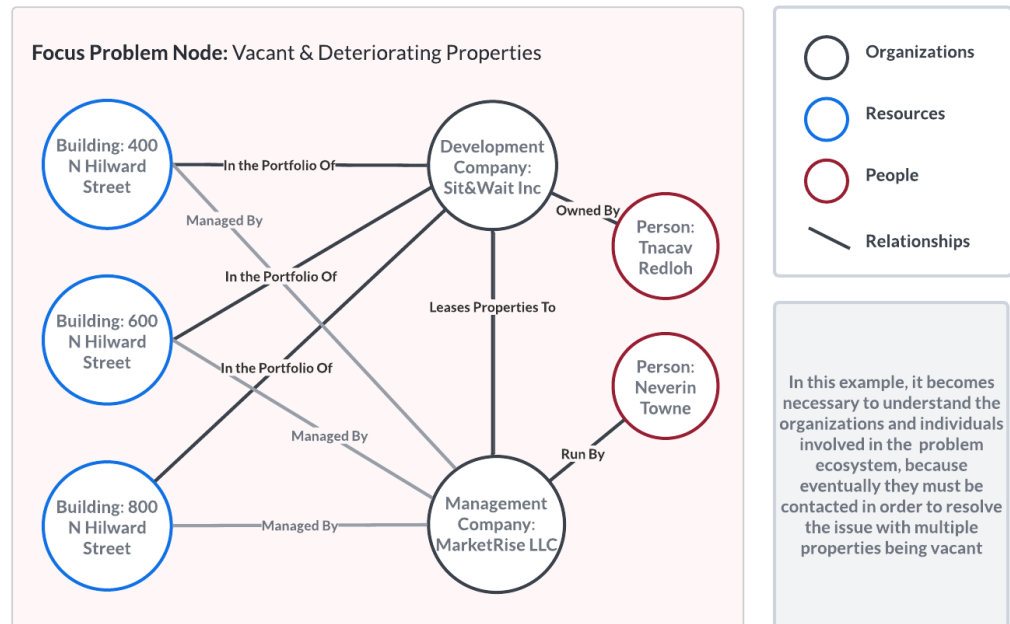 Focus Problem Node: Vacant & Deteriorating Properties
Building: 400
N Hilward
Street
In the Portfolio Of
Development
Company:
Sit&Wait Inc
Managed By
Owned By
Person:
Tnacav
Redloh
In the Portfolio Of
Building: 600
N Hilward
Street
Leases Properties To
In the Portfolio Of
Person:
Neverin
Towne
Managed By
Run By
Building: 800
N Hilward
Street
Managed By
Management
Company:
MarketRise LLC
Organizations
Resources
People
Relationships
In this example, it becomes
necessary to understand the
organizations and individuals
involved in the problem
ecosystem, because
eventually they must be
contacted in order to resolve
the issue with multiple
properties being vacant